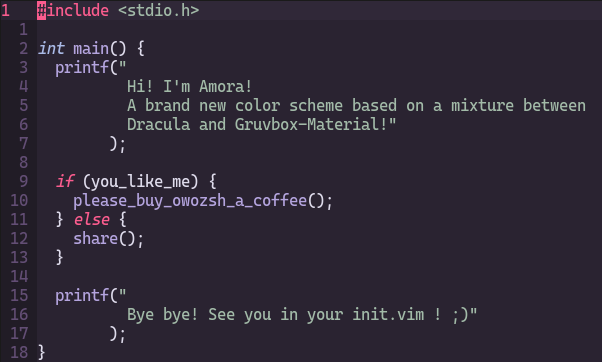 1   #include <stdio.h>
  1
  2 int main() {
  3   printf("
  4           Hi! I'm Amora!
  5           A brand new color scheme based on a mixture between
  6           Dracula and Gruvbox-Material!"
  7         );
  8
  9   if (you_like_me) {
 10     please_buy_owozsh_a_coffee();
 11   } else {
 12     share();
 13   }
 14
 15   printf("
 16           Bye bye! See you in your init.vim ! ;)"
 17         );
 18 }